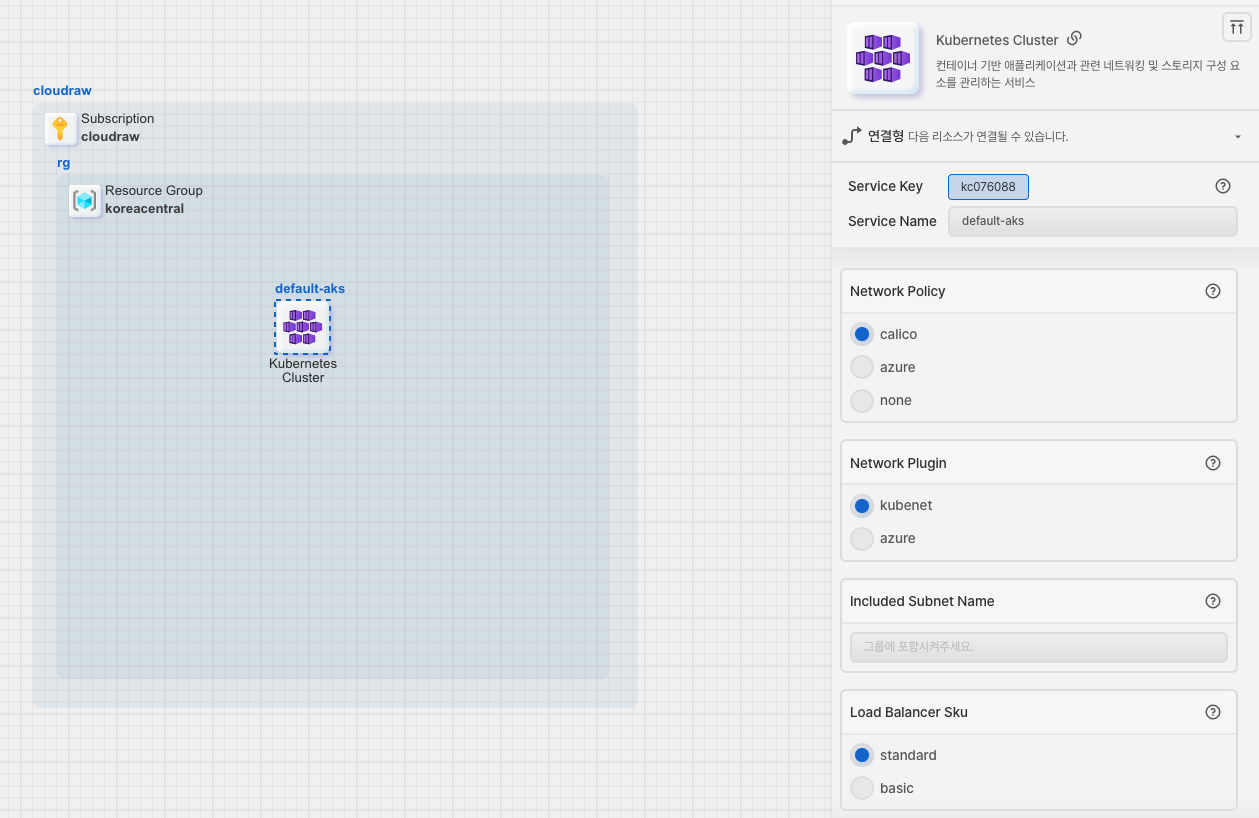 cloudraw
Subscription
cloudraw
rg
Resource Group
koreacentral
default-aks
Kubernetes
Cluster
Kubernetes Cluster
컨테이너 기반 애플리케이션과 관련 네트워킹 및 스토리지 구성 요
소를 관리하는 서비스
연결형 다음 리소스가 연결될 수 있습니다.
Service Key kc076088
Service Name default-aks
Network Policy
calico
azure
none
Network Plugin
kubenet
azure
Included Subnet Name
그룹에 포함시켜주세요.
Load Balancer Sku
standard
basic